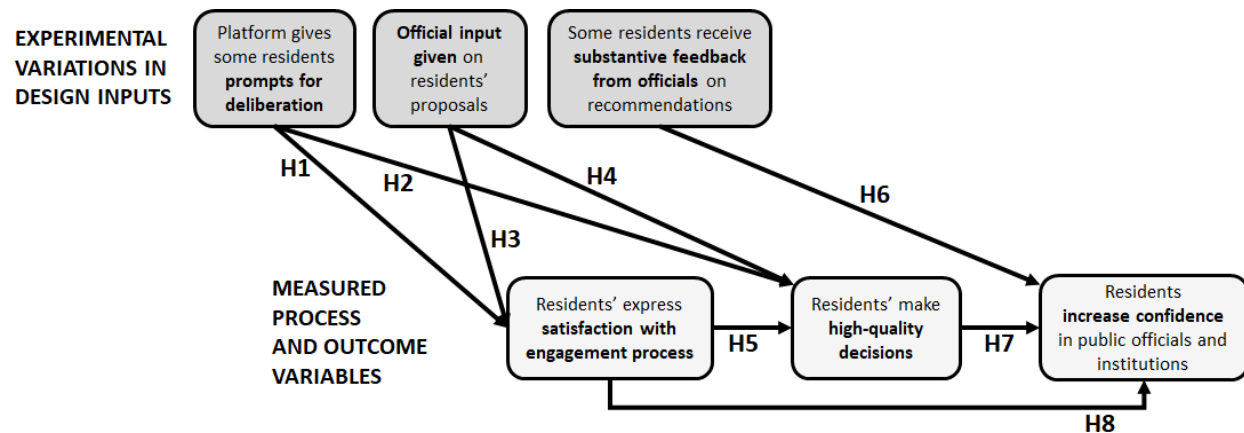 EXPERIMENTAL
VARIATIONS IN
DESIGN INPUTS
Platform gives
some residents
prompts for
deliberation
Official input
given on
residents’
proposals
Some residents receive
substantive feedback
from officials on
recommendations
H1
H2
H3
H4
H6
MEASURED
PROCESS
AND OUTCOME
VARIABLES
Residents’ express
satisfaction with
engagement process
H5
Residents’ make
high-quality
decisions
H7
Residents
increase confidence
in public officials and
institutions
H8